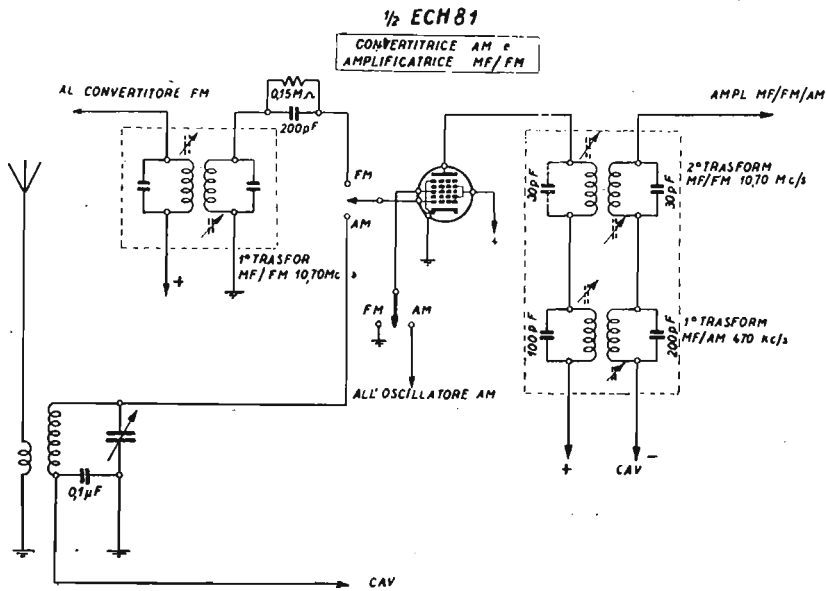 ½ ECH81
CONVERTITRICE AM e
AMPLIFICATRICE MF/FM
AL CONVERTITORE FM
0,15MΩ
200pF
AMPL MF/FM/AM
FM
AM
30pF
30pF
2° TRASFORM
MF/FM 10,70 Mc/s
+
1° TRASFOR
MF/FM 10,70Mc s
+
FM
AM
100pF
200pF
1° TRASFORM
MF/AM 470 Kc/s
ALL'OSCILLATORE AM
0,1µF
+
CAV
-
CAV